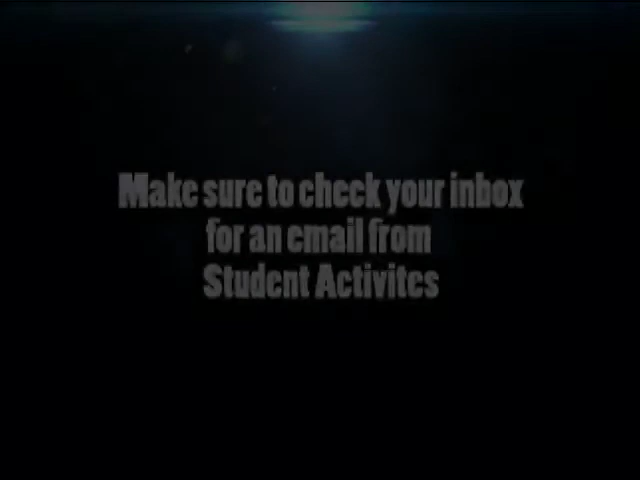 Make sure to check your inbox
for an email from
Student Activites